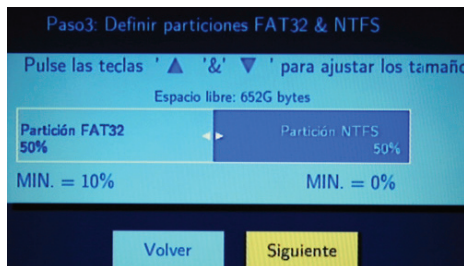 Paso3: Definir particiones FAT32 & NTFS
Pulse las teclas ' ▲ '&' ▼ ' para ajustar los tamaño
Espacio libre: 652G bytes
Partición FAT32 Partición NTFS
50% 50%
MIN. = 10% MIN. = 0%
Volver Siguiente